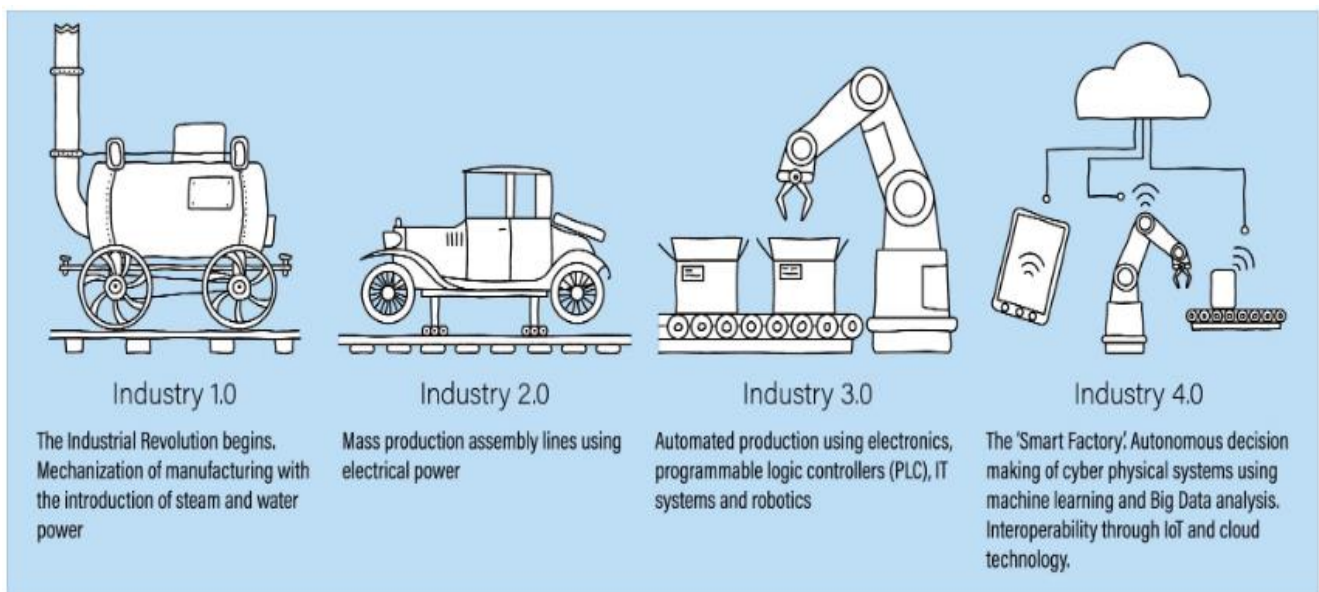 Industry 1.0
The Industrial Revolution begins.
Mechanization of manufacturing with
the introduction of steam and water
power
Industry 2.0
Mass production assembly lines using
electrical power
Industry 3.0
Automated production using electronics,
programmable logic controllers (PLC), IT
systems and robotics
Industry 4.0
The ‘Smart Factory’. Autonomous decision
making of cyber physical systems using
machine learning and Big Data analysis.
Interoperability through IoT and cloud
technology.